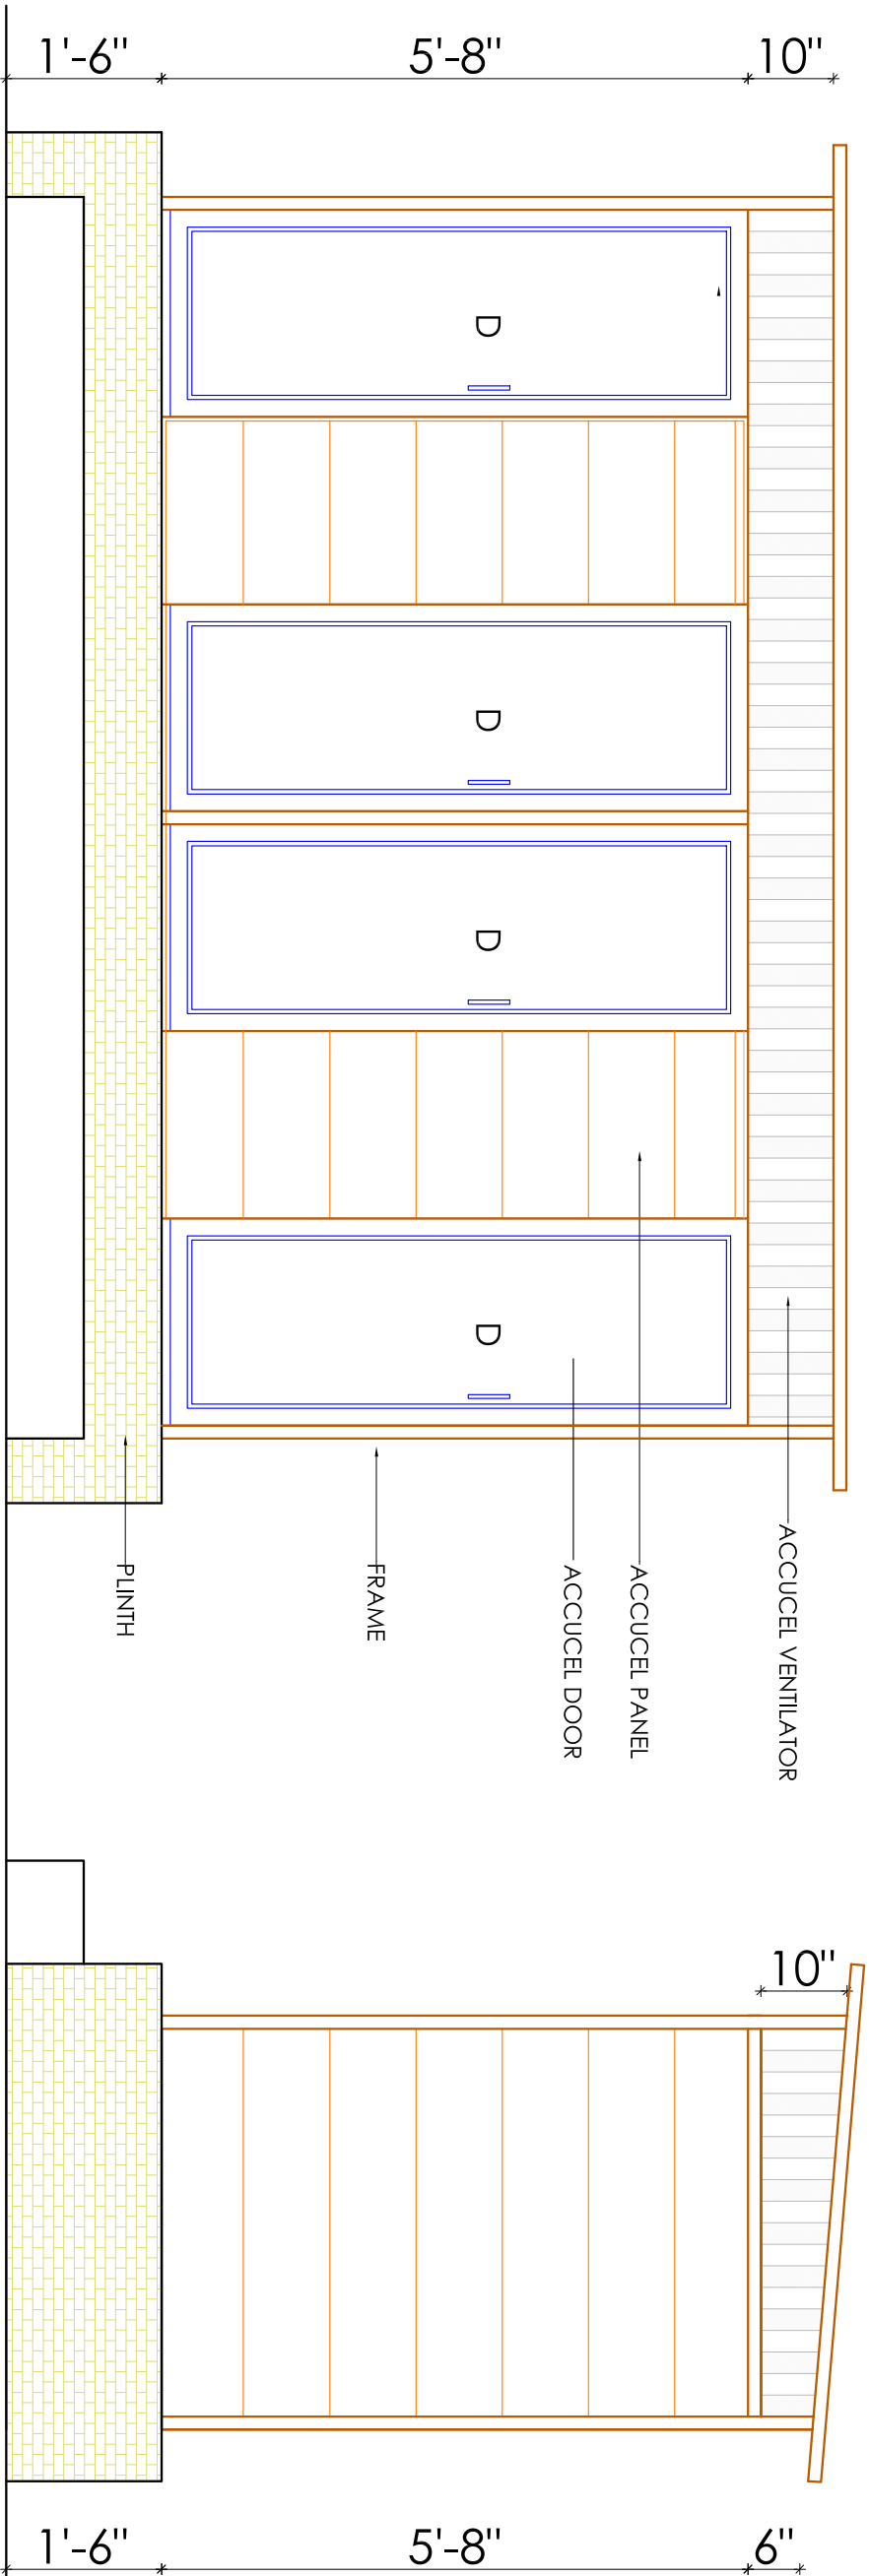 1'-6"
5'-8"
10"
D
D
D
D
ACCUCEL VENTILATOR
ACCUCEL PANEL
ACCUCEL DOOR
FRAME
PLINTH
10"
1'-6"
5'-8"
6"